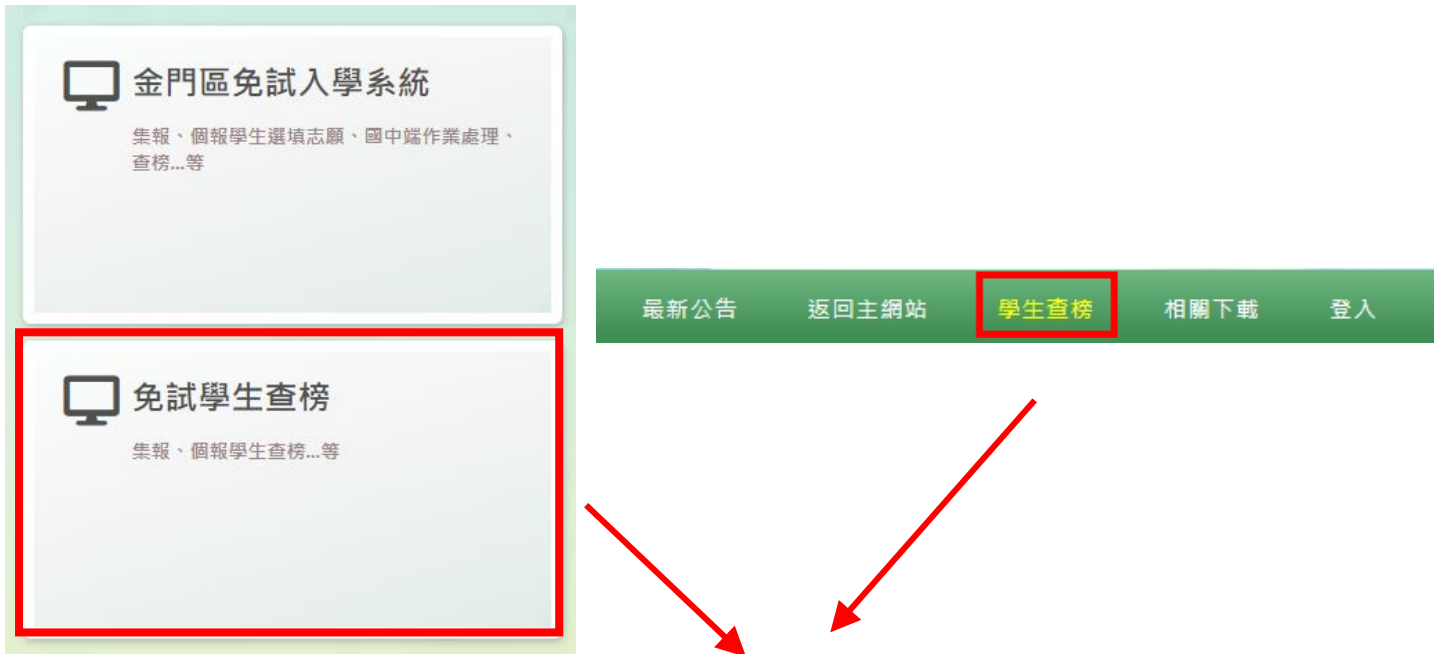 金門區免試入學系統
集報、個報學生選填志願、國中端作業處理、
查榜...等
最新公告 返回主網站 學生查榜 相關下載 登入
免試學生查榜
集報、個報學生查榜...等